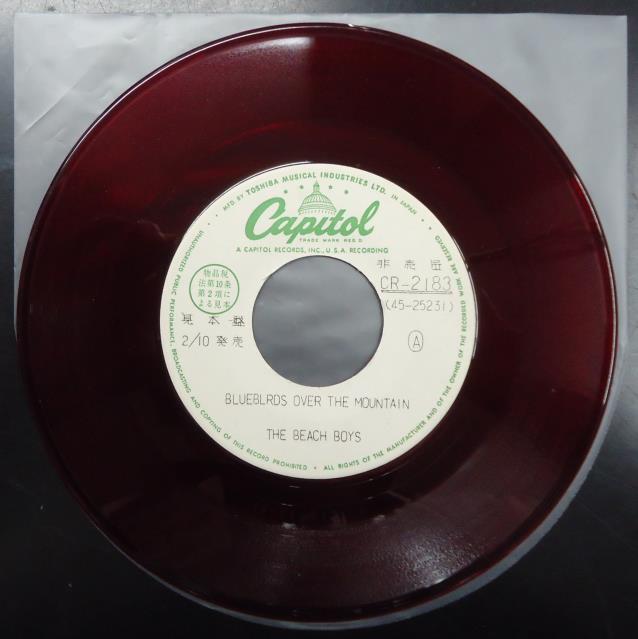 • MFD. BY TOSHIBA MUSICAL INDUSTRIES LTD. IN JAPAN •
Capitol
TRADE MARK REG'D
A CAPITOL RECORDS, INC., U.S.A. RECORDING
物品税
法第10条
第2項に
よる見本
非売品
CR-2183
(45-25231)
見本盤
2/10発売
Ⓐ
BLUEBLRDS OVER THE MOUNTAIN
THE BEACH BOYS
UNAUTHORIZED PUBLIC PERFORMANCE, BROADCASTING AND COPYING OF THIS RECORD PROHIBITED • ALL RIGHTS OF THE MANUFACTURER AND OF THE OWNER OF THE RECORDED WORK ARE RESERVED